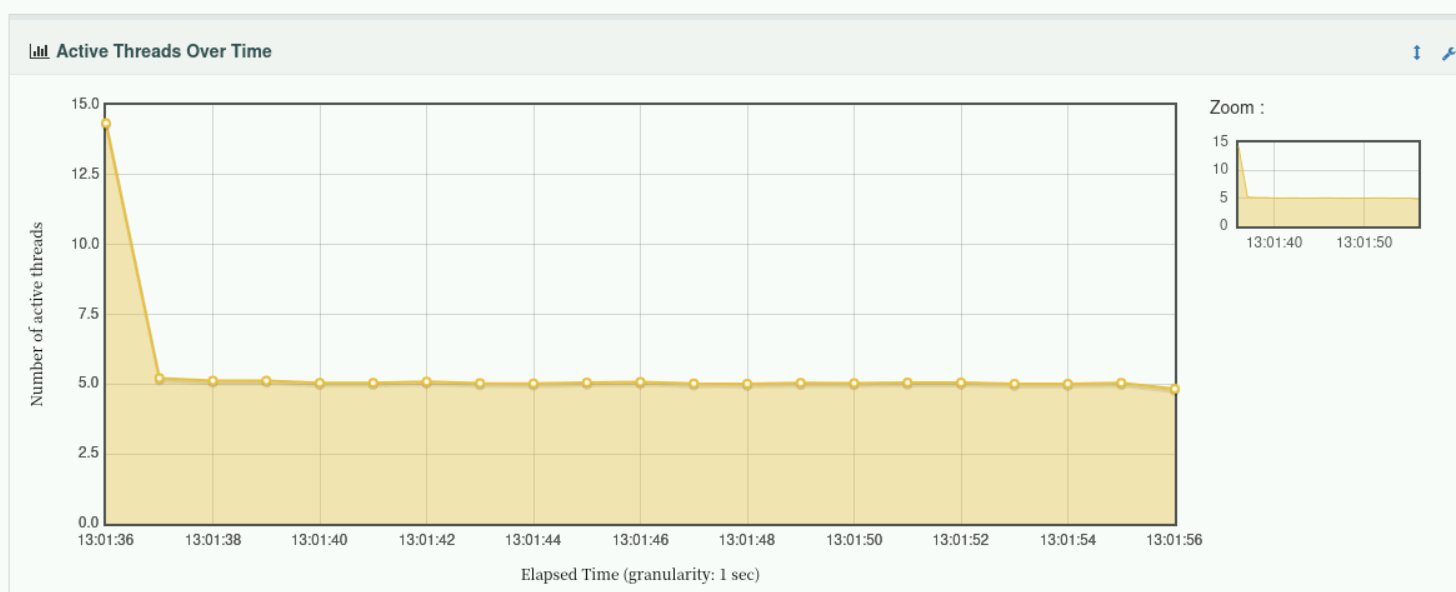 Active Threads Over Time
Zoom :
15.0
12.5
10.0
7.5
5.0
2.5
0.0
Number of active threads
13:01:36 13:01:38 13:01:40 13:01:42 13:01:44 13:01:46 13:01:48 13:01:50 13:01:52 13:01:54 13:01:56
Elapsed Time (granularity: 1 sec)
15
10
5
0
13:01:40 13:01:50